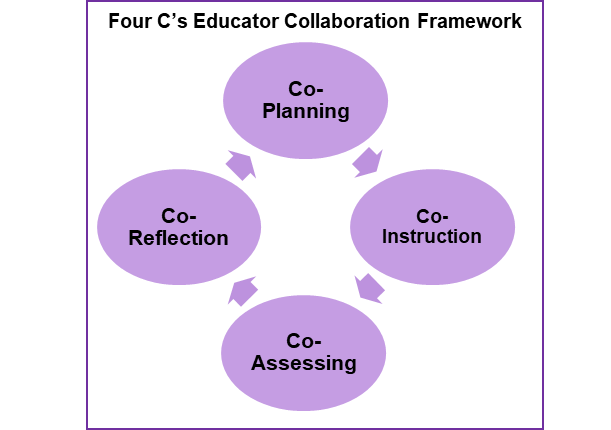 Four C’s Educator Collaboration Framework
Co-
Planning
Co-
Instruction
Co-
Assessing
Co-
Reflection